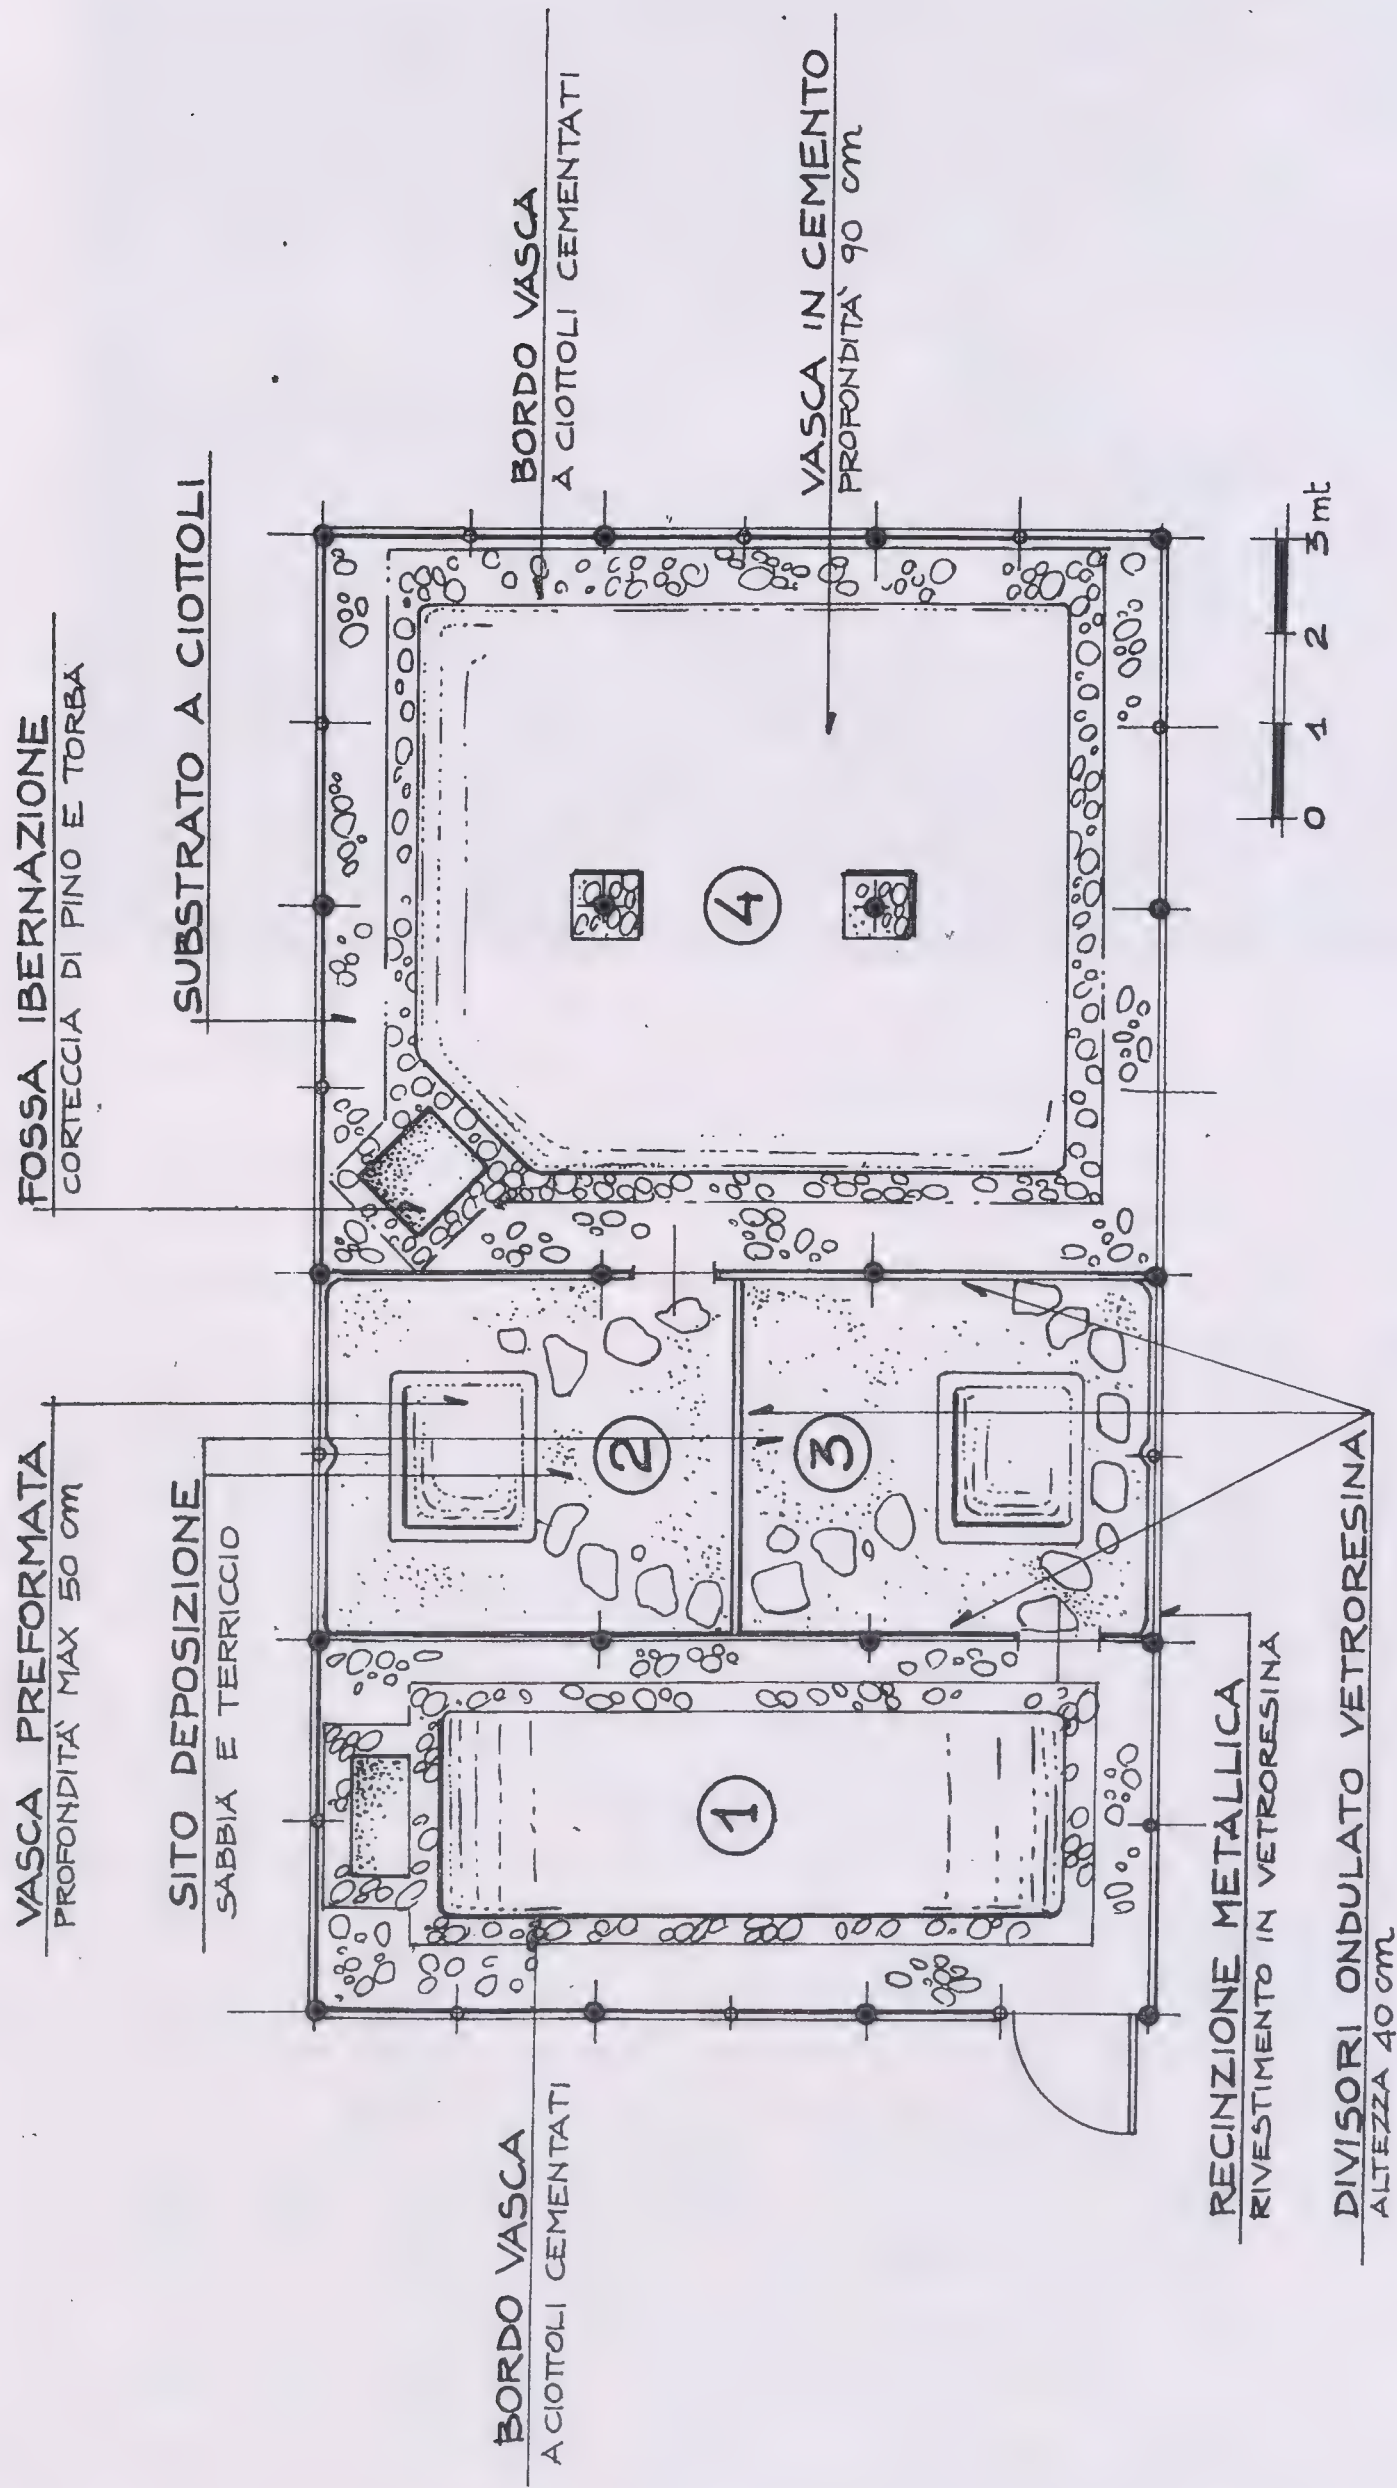 VASCA PREFORMATA
PROFONDITA' MAX 50 cm
FOSSA IBERNAZIONE
CORTECCIA DI PINO E TORBA
SITO DEPOSIZIONE
SABBIA E TERRICCIO
SUBSTRATO A CIOTTOLI
BORDO VASCA
A CIOTTOLI CEMENTATI
BORDO VASCA
A CIOTTOLI CEMENTATI
VASCA IN CEMENTO
PROFONDITA' 90 cm
1
2
3
4
RECINZIONE METALLICA
RIVESTIMENTO IN VETRORESINA
0 1 2 3 mt
DIVISORI ONDULATO VETRORESINA
ALTEZZA 40 cm